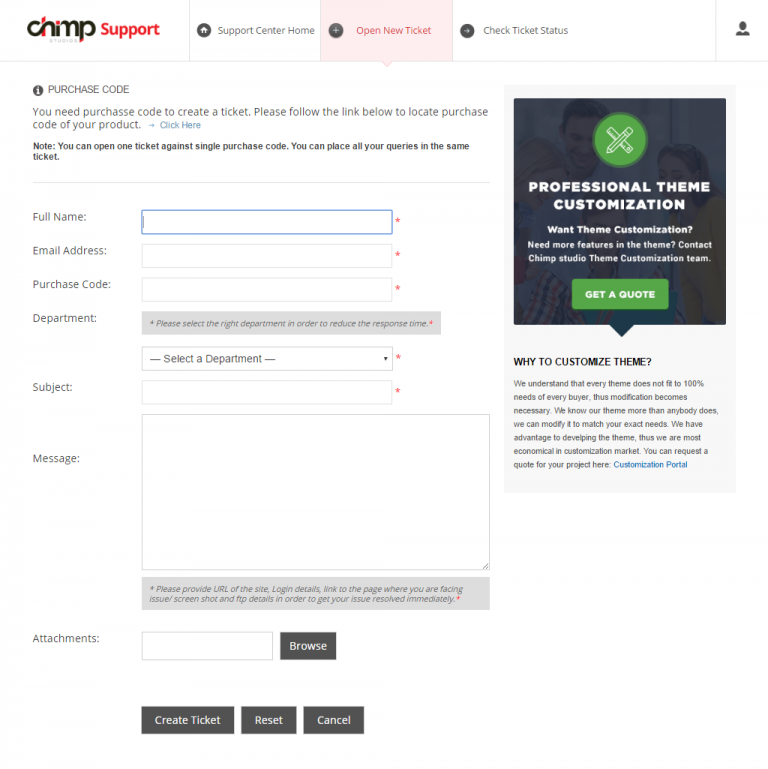 chimp Support
STUDIOS
Support Center Home
Open New Ticket
Check Ticket Status
PURCHASE CODE
You need purchasse code to create a ticket. Please follow the link below to locate purchase
code of your product. → Click Here
Note: You can open one ticket against single purchase code. You can place all your queries in the same
ticket.
Full Name: *
Email Address: *
Purchase Code: *
Department:
* Please select the right department in order to reduce the response time.*
— Select a Department — *
Subject: *
Message:
* Please provide URL of the site, Login details, link to the page where you are facing
issue/ screen shot and ftp details in order to get your issue resolved immediately.*
Attachments:
Browse
Create Ticket
Reset
Cancel
PROFESSIONAL THEME
CUSTOMIZATION
Want Theme Customization?
Need more features in the theme? Contact
Chimp studio Theme Customization team.
GET A QUOTE
WHY TO CUSTOMIZE THEME?
We understand that every theme does not fit to 100%
needs of every buyer, thus modification becomes
necessary. We know our theme more than anybody does,
we can modify it to match your exact needs. We have
advantage to develping the theme, thus we are most
economical in customization market. You can request a
quote for your project here: Customization Portal